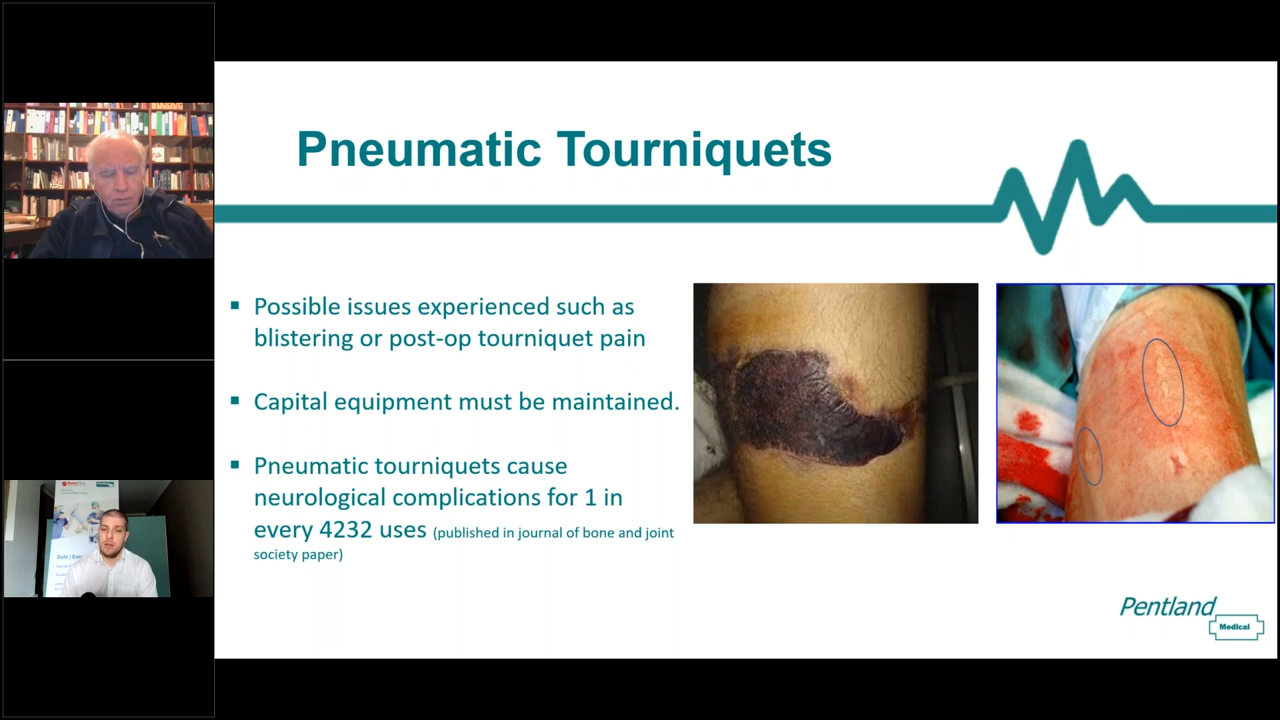 Pneumatic Tourniquets
▪ Possible issues experienced such as
blistering or post-op tourniquet pain
▪ Capital equipment must be maintained.
▪ Pneumatic tourniquets cause
neurological complications for 1 in
every 4232 uses (published in journal of bone and joint
society paper)
Pentland
Medical